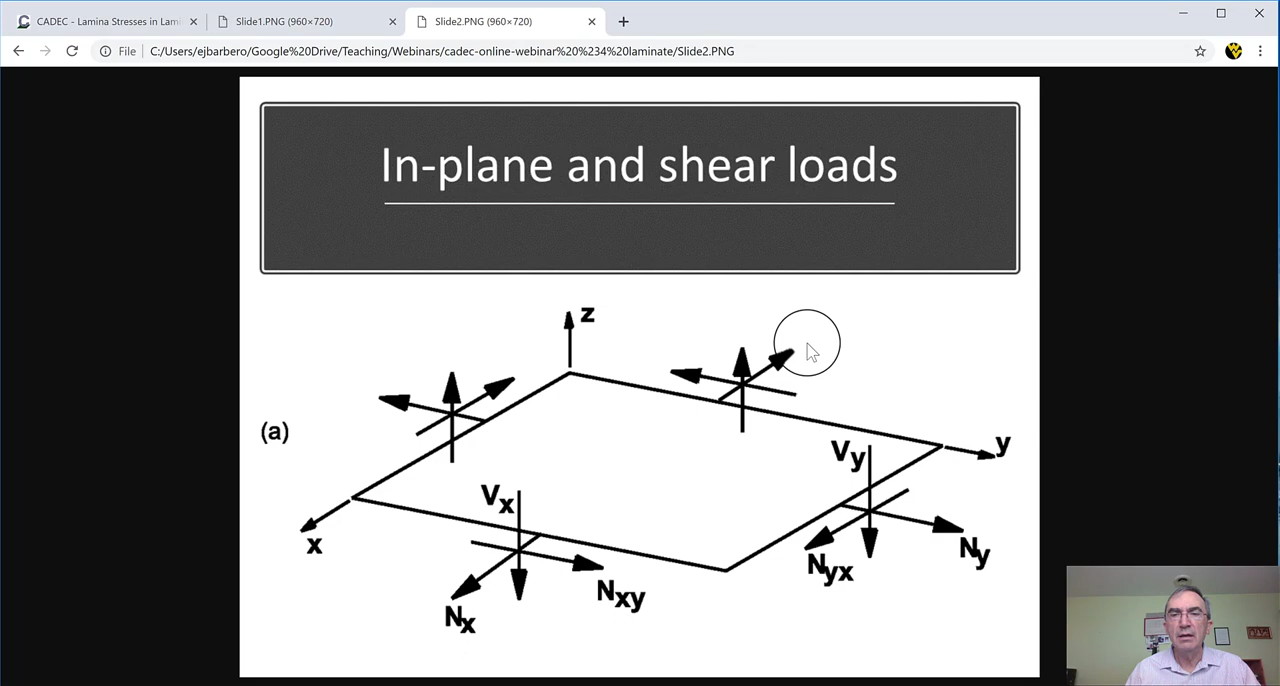 CADEC - Lamina Stresses in Lami
Slide1.PNG (960×720)
Slide2.PNG (960×720)
File
C:/Users/ejbarbero/Google%20Drive/Teaching/Webinars/cadec-online-webinar%20%234%20laminate/Slide2.PNG
In-plane and shear loads
z
(a)
y
Vy
Vx
x
Ny
Nyx
Nxy
Nx